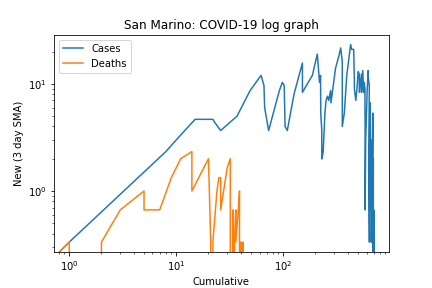 San Marino: COVID-19 log graph
Cases
Deaths
New (3 day SMA)
10¹
10⁰
10⁰ 10¹ 10²
Cumulative